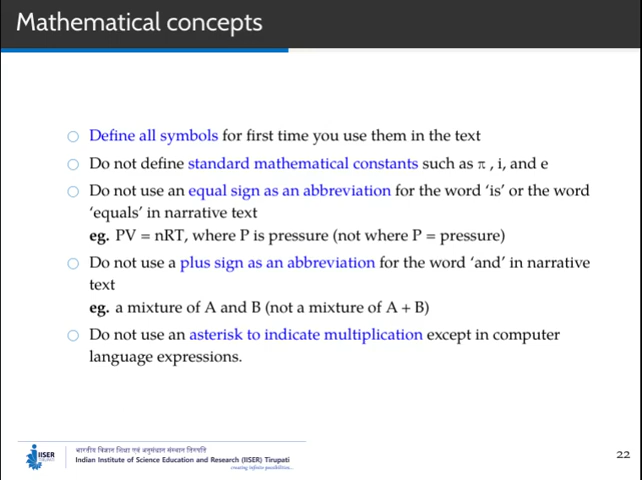 Mathematical concepts
Define all symbols for first time you use them in the text
Do not define standard mathematical constants such as π , i, and e
Do not use an equal sign as an abbreviation for the word ‘is’ or the word
‘equals’ in narrative text
eg. PV = nRT, where P is pressure (not where P = pressure)
Do not use a plus sign as an abbreviation for the word ‘and’ in narrative
text
eg. a mixture of A and B (not a mixture of A + B)
Do not use an asterisk to indicate multiplication except in computer
language expressions.
IISER
भारतीय विज्ञान शिक्षा एवं अनुसंधान संस्थान तिरुपति
Indian Institute of Science Education and Research (IISER) Tirupati
creating infinite possibilities...
22